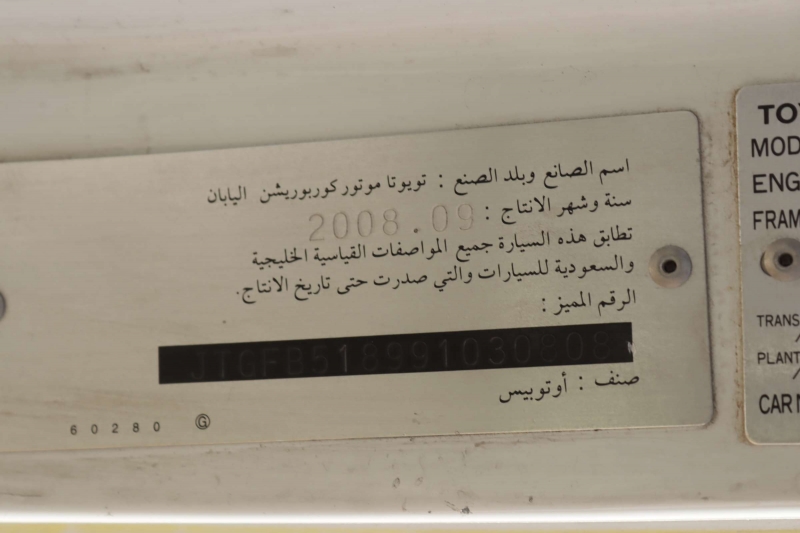 اسم الصانع وبلد الصنع : تويوتا موتور كوربوريشن اليابان
سنة وشهر الانتاج : 2008.09
تطابق هذه السيارة جميع المواصفات القياسية الخليجية
والسعودية للسيارات والتي صدرت حتى تاريخ الانتاج.
الرقم المميز :
صنف : أوتوبيس
60280 G
TOY
MOD
ENG
FRAM
TRANS
/
PLANT
/
CAR N